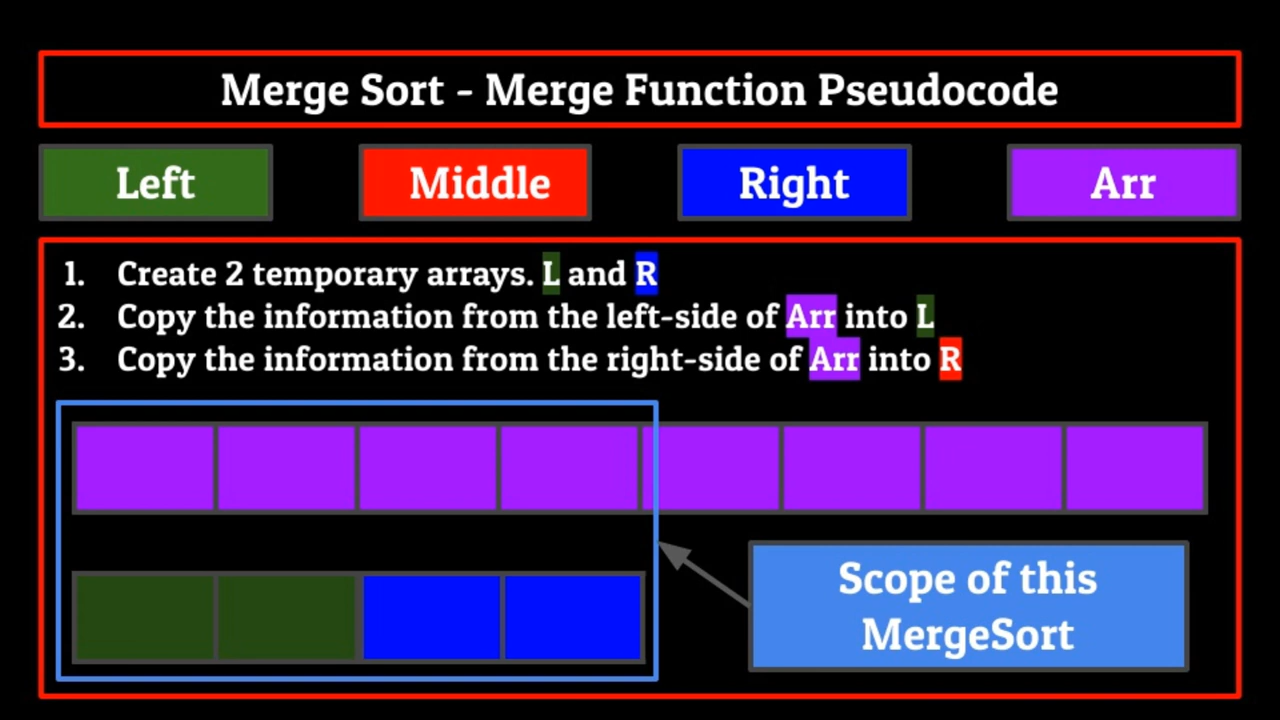 Merge Sort - Merge Function Pseudocode
Left
Middle
Right
Arr
1. Create 2 temporary arrays. L and R
2. Copy the information from the left-side of Arr into L
3. Copy the information from the right-side of Arr into R
Scope of this
MergeSort